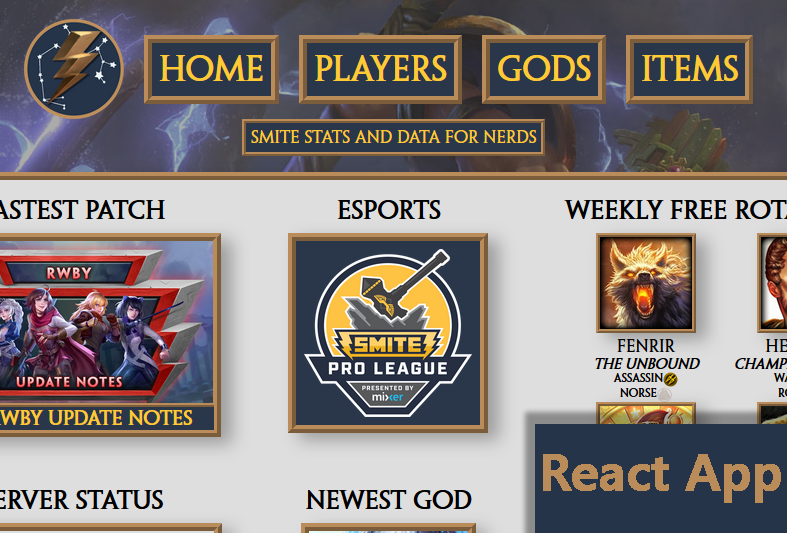 HOME PLAYERS GODS ITEMS
SMITE STATS AND DATA FOR NERDS
ASTEST PATCH
RWBY
UPDATE NOTES
WBY UPDATE NOTES
ESPORTS
SMITE
PRO LEAGUE
PRESENTED BY
mixer
WEEKLY FREE ROTA
FENRIR
THE UNBOUND
ASSASSIN
NORSE
HE
CHAMP
WA
RO
ERVER STATUS
NEWEST GOD
React App